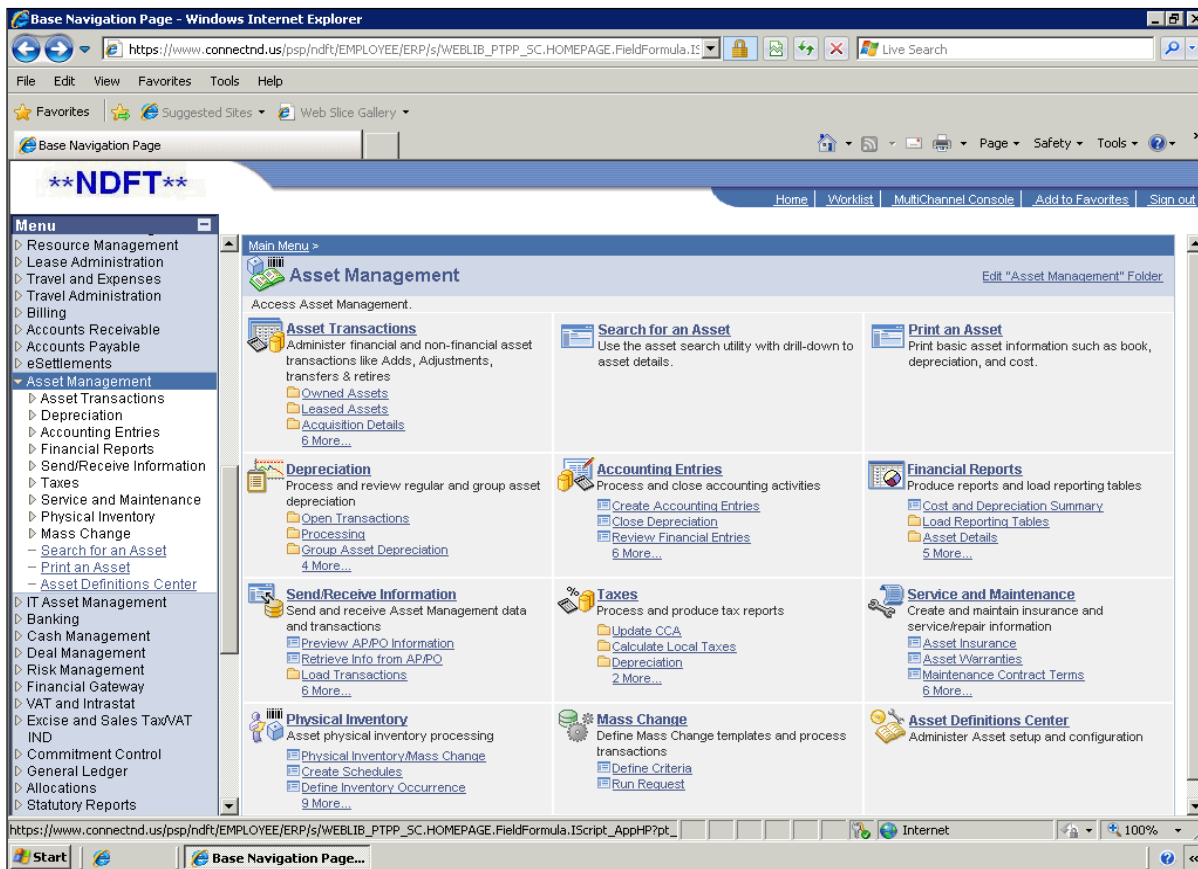 Base Navigation Page - Windows Internet Explorer
https://www.connectnd.us/psp/ndft/EMPLOYEE/ERP/s/WEBLIB_PTPP_SC.HOMEPAGE.FieldFormula.IS
Live Search
File Edit View Favorites Tools Help
Favorites Suggested Sites Web Slice Gallery
Base Navigation Page
Page Safety Tools
**NDFT**
Home Worklist MultiChannel Console Add to Favorites Sign out
Menu
Resource Management
Lease Administration
Travel and Expenses
Travel Administration
Billing
Accounts Receivable
Accounts Payable
eSettlements
Asset Management
Asset Transactions
Depreciation
Accounting Entries
Financial Reports
Send/Receive Information
Taxes
Service and Maintenance
Physical Inventory
Mass Change
Search for an Asset
Print an Asset
Asset Definitions Center
IT Asset Management
Banking
Cash Management
Deal Management
Risk Management
Financial Gateway
VAT and Intrastat
Excise and Sales Tax/VAT
IND
Commitment Control
General Ledger
Allocations
Statutory Reports
Main Menu >
Asset Management
Edit "Asset Management" Folder
Access Asset Management.
Asset Transactions
Administer financial and non-financial asset
transactions like Adds, Adjustments,
transfers & retires
Owned Assets
Leased Assets
Acquisition Details
6 More...
Search for an Asset
Use the asset search utility with drill-down to
asset details.
Print an Asset
Print basic asset information such as book,
depreciation, and cost.
Depreciation
Process and review regular and group asset
depreciation
Open Transactions
Processing
Group Asset Depreciation
4 More...
Accounting Entries
Process and close accounting activities
Create Accounting Entries
Close Depreciation
Review Financial Entries
6 More...
Financial Reports
Produce reports and load reporting tables
Cost and Depreciation Summary
Load Reporting Tables
Asset Details
5 More...
Send/Receive Information
Send and receive Asset Management data
and transactions
Preview AP/PO Information
Retrieve Info from AP/PO
Load Transactions
6 More...
Taxes
Process and produce tax reports
Update CCA
Calculate Local Taxes
Depreciation
2 More...
Service and Maintenance
Create and maintain insurance and
service/repair information
Asset Insurance
Asset Warranties
Maintenance Contract Terms
6 More...
Physical Inventory
Asset physical inventory processing
Physical Inventory/Mass Change
Create Schedules
Define Inventory Occurrence
9 More...
Mass Change
Define Mass Change templates and process
transactions
Define Criteria
Run Request
Asset Definitions Center
Administer Asset setup and configuration
https://www.connectnd.us/psp/ndft/EMPLOYEE/ERP/s/WEBLIB_PTPP_SC.HOMEPAGE.FieldFormula.IScript_AppHP?pt_
Internet
100%
Start
Base Navigation Page...